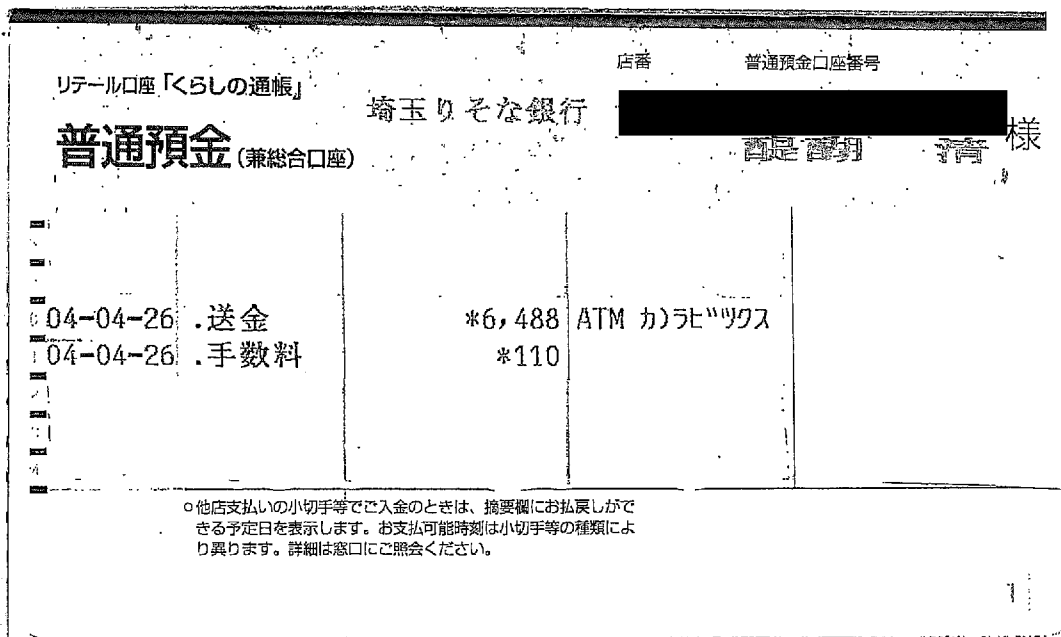 店番 普通預金口座番号
リテール口座「くらしの通帳」
埼玉りそな銀行
様
普通預金(兼総合口座)
04-04-26 .送金 *6,488 ATM カ)ラビツクス
04-04-26 .手数料 *110
○他店支払いの小切手等でご入金のときは、摘要欄にお払戻しがで
きる予定日を表示します。お支払可能時刻は小切手等の種類によ
り異ります。詳細は窓口にご照会ください。
1